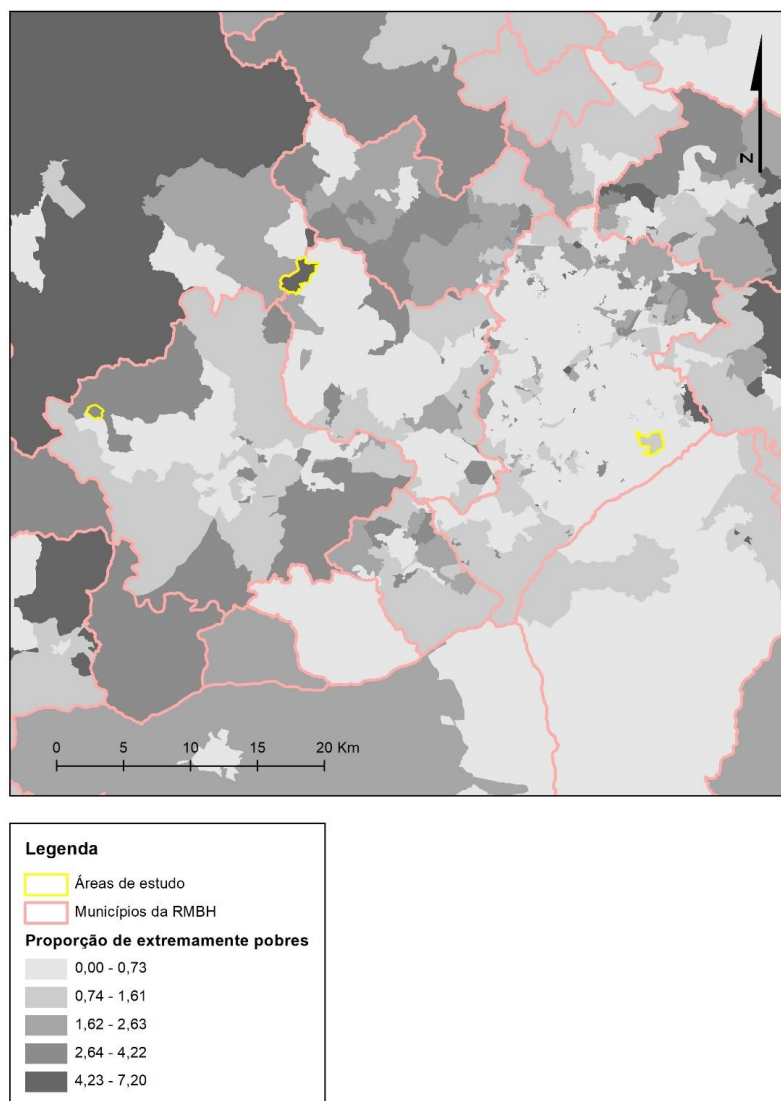 N
0 5 10 15 20 Km
Legenda
Áreas de estudo
Municípios da RMBH
Proporção de extremamente pobres
0,00 - 0,73
0,74 - 1,61
1,62 - 2,63
2,64 - 4,22
4,23 - 7,20